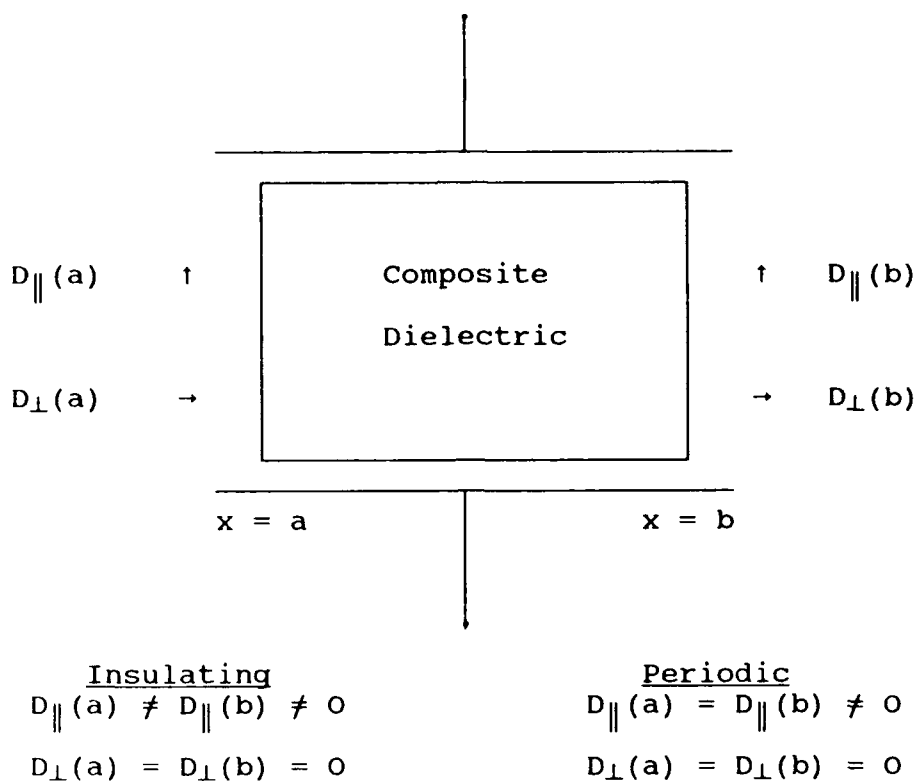 D∥(a) ↑ Composite ↑ D∥(b)
Dielectric
D⊥(a) → → D⊥(b)
x = a x = b
Insulating Periodic
D∥(a) ≠ D∥(b) ≠ 0 D∥(a) = D∥(b) ≠ 0
D⊥(a) = D⊥(b) = 0 D⊥(a) = D⊥(b) = 0